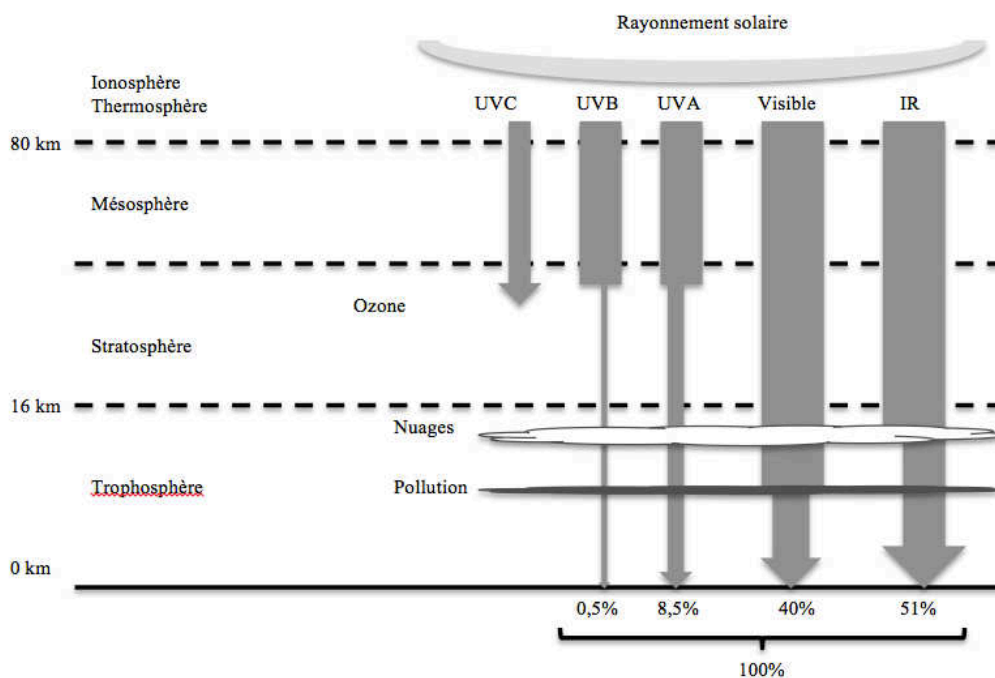 Rayonnement solaire
Ionosphère
Thermosphère
UVC UVB UVA Visible IR
80 km
Mésosphère
Ozone
Stratosphère
16 km
Nuages
Trophosphère
Pollution
0 km
0,5% 8,5% 40% 51%
100%